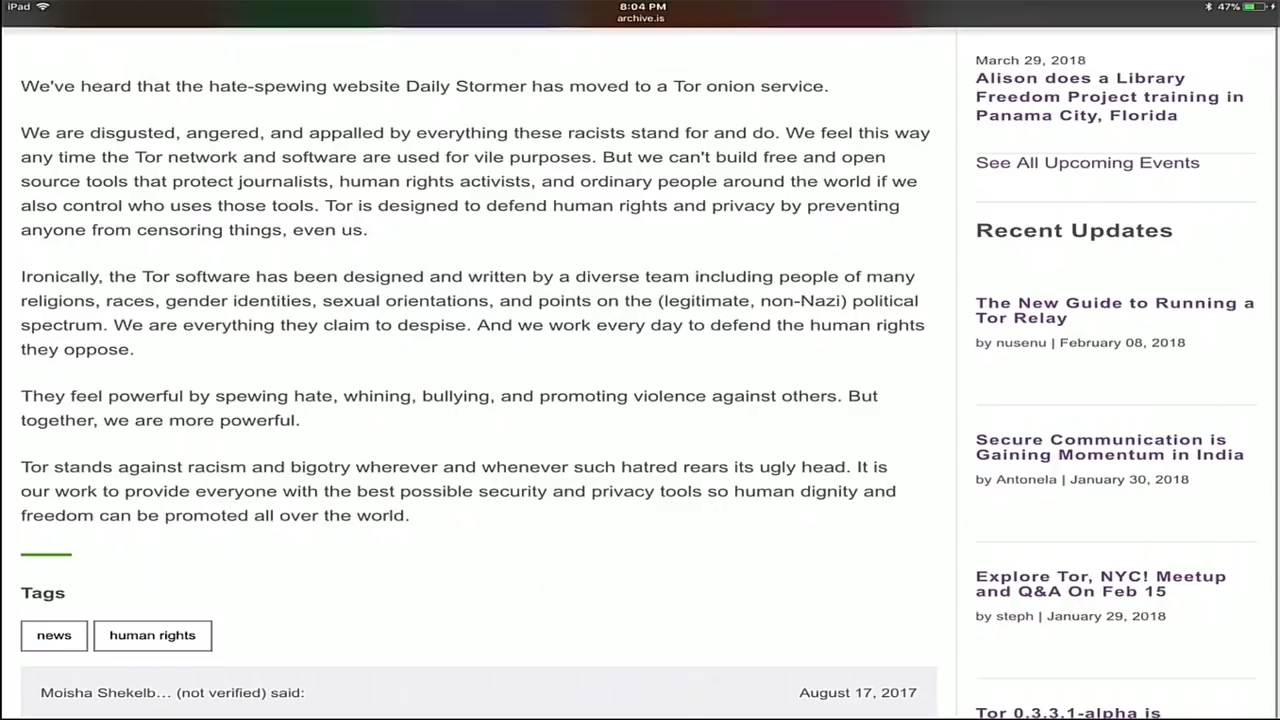 iPad
8:04 PM
47%
archive.is
We've heard that the hate-spewing website Daily Stormer has moved to a Tor onion service.
We are disgusted, angered, and appalled by everything these racists stand for and do. We feel this way
any time the Tor network and software are used for vile purposes. But we can't build free and open
source tools that protect journalists, human rights activists, and ordinary people around the world if we
also control who uses those tools. Tor is designed to defend human rights and privacy by preventing
anyone from censoring things, even us.
Ironically, the Tor software has been designed and written by a diverse team including people of many
religions, races, gender identities, sexual orientations, and points on the (legitimate, non-Nazi) political
spectrum. We are everything they claim to despise. And we work every day to defend the human rights
they oppose.
They feel powerful by spewing hate, whining, bullying, and promoting violence against others. But
together, we are more powerful.
Tor stands against racism and bigotry wherever and whenever such hatred rears its ugly head. It is
our work to provide everyone with the best possible security and privacy tools so human dignity and
freedom can be promoted all over the world.
Tags
news
human rights
Moisha Shekelb... (not verified) said:
August 17, 2017
March 29, 2018
Alison does a Library
Freedom Project training in
Panama City, Florida
See All Upcoming Events
Recent Updates
The New Guide to Running a
Tor Relay
by nusenu | February 08, 2018
Secure Communication is
Gaining Momentum in India
by Antonela | January 30, 2018
Explore Tor, NYC! Meetup
and Q&A On Feb 15
by steph | January 29, 2018
Tor 0.3.3.1-alpha is